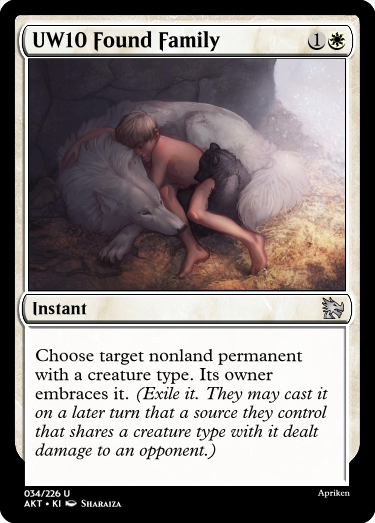 UW10 Found Family
1
Instant
Choose target nonland permanent
with a creature type. Its owner
embraces it. (Exile it. They may cast it
on a later turn that a source they control
that shares a creature type with it dealt
damage to an opponent.)
034/226 U
AKT • KI Sharaiza
Apriken